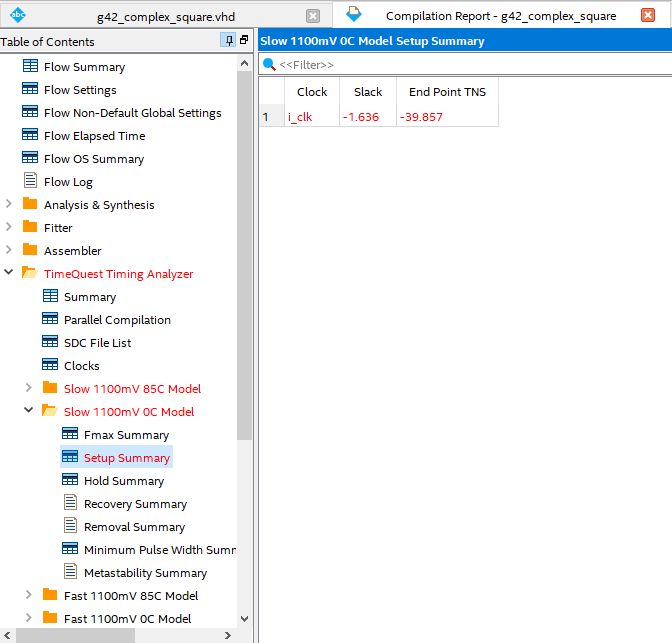 abc g42_complex_square.vhd Compilation Report - g42_complex_square
Table of Contents
Flow Summary
Flow Settings
Flow Non-Default Global Settings
Flow Elapsed Time
Flow OS Summary
Flow Log
Analysis & Synthesis
Fitter
Assembler
TimeQuest Timing Analyzer
Summary
Parallel Compilation
SDC File List
Clocks
Slow 1100mV 85C Model
Slow 1100mV 0C Model
Fmax Summary
Setup Summary
Hold Summary
Recovery Summary
Removal Summary
Minimum Pulse Width Summ
Metastability Summary
Fast 1100mV 85C Model
Fast 1100mV 0C Model
Slow 1100mV 0C Model Setup Summary
<<Filter>>
Clock Slack End Point TNS
1 i_clk -1.636 -39.857